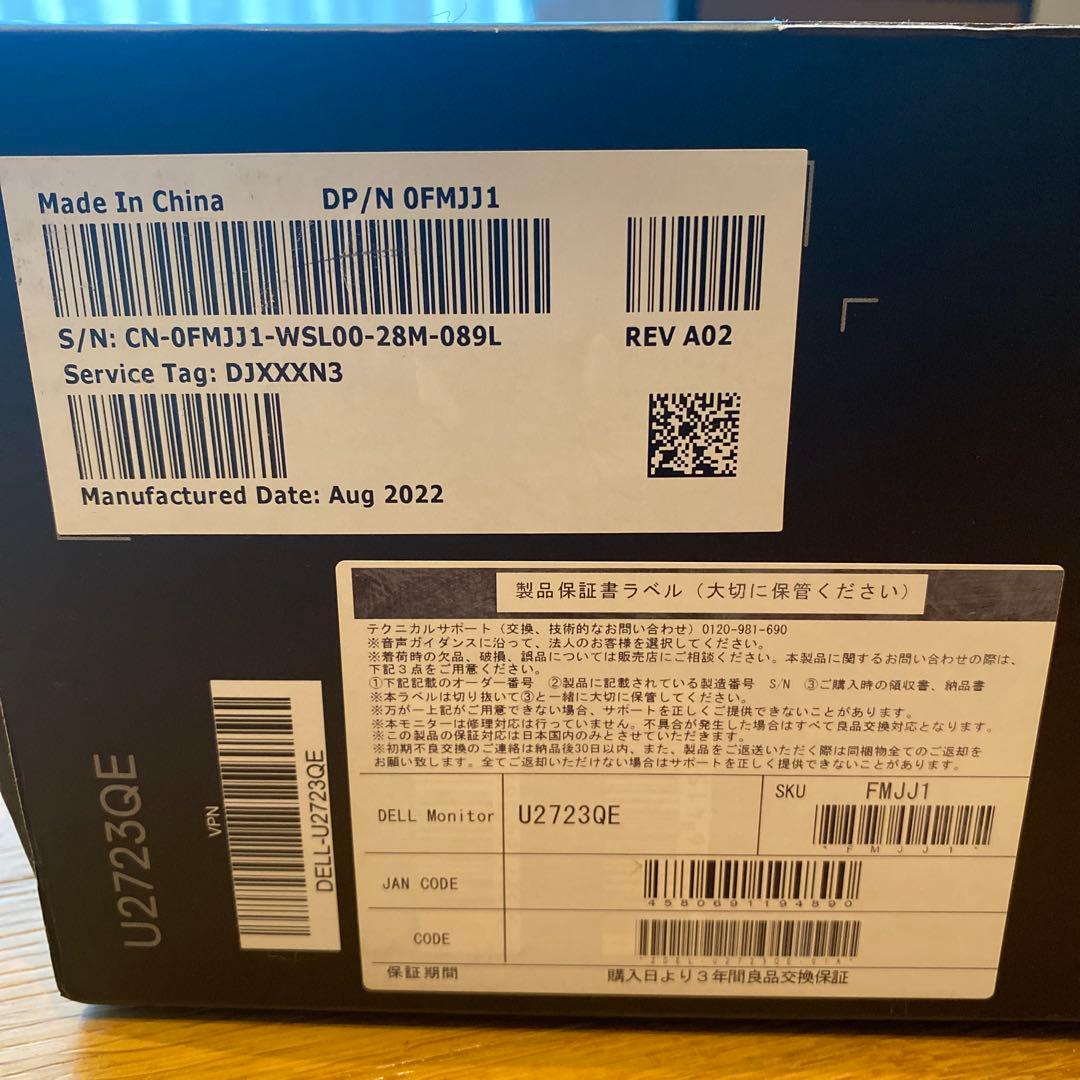 Made In China DP/N 0FMJJ1
S/N: CN-0FMJJ1-WSL00-28M-089L
REV A02
Service Tag: DJXXXN3
Manufactured Date: Aug 2022
製品保証書ラベル（大切に保管ください）
テクニカルサポート（交換、技術的なお問い合わせ）0120-981-690
※音声ガイダンスに沿って、法人のお客様を選択してください。
※着荷時の欠品、破損、誤品については販売店にご相談ください。本製品に関するお問い合わせの際は、
下記３点をご用意ください。
①下記記載のオーダー番号 ②製品に記載されている製造番号 S/N ③ご購入時の領収書、納品書
※本ラベルは切り抜いて③と一緒に大切に保管してください。
※万が一上記がご用意できない場合、サポートを正しくご提供できないことがあります。
※本モニターは修理対応は行っていません。不具合が発生した場合はすべて良品交換対応となります。
※この製品の保証対応は日本国内のみとさせていただきます。
※初期不良交換のご連絡は納品後30日以内、また、製品をご返送いただく際は同梱物全てのご返却を
お願い致します。全てご返却いただけない場合はサポートを正しく提供できない場合がございます。
DELL Monitor U2723QE
SKU FMJJ1
*FMJJ1*
JAN CODE
4580691194890
CODE
保証期間 購入日より３年間良品交換保証
U2723QE
VPN
DELL-U2723QE